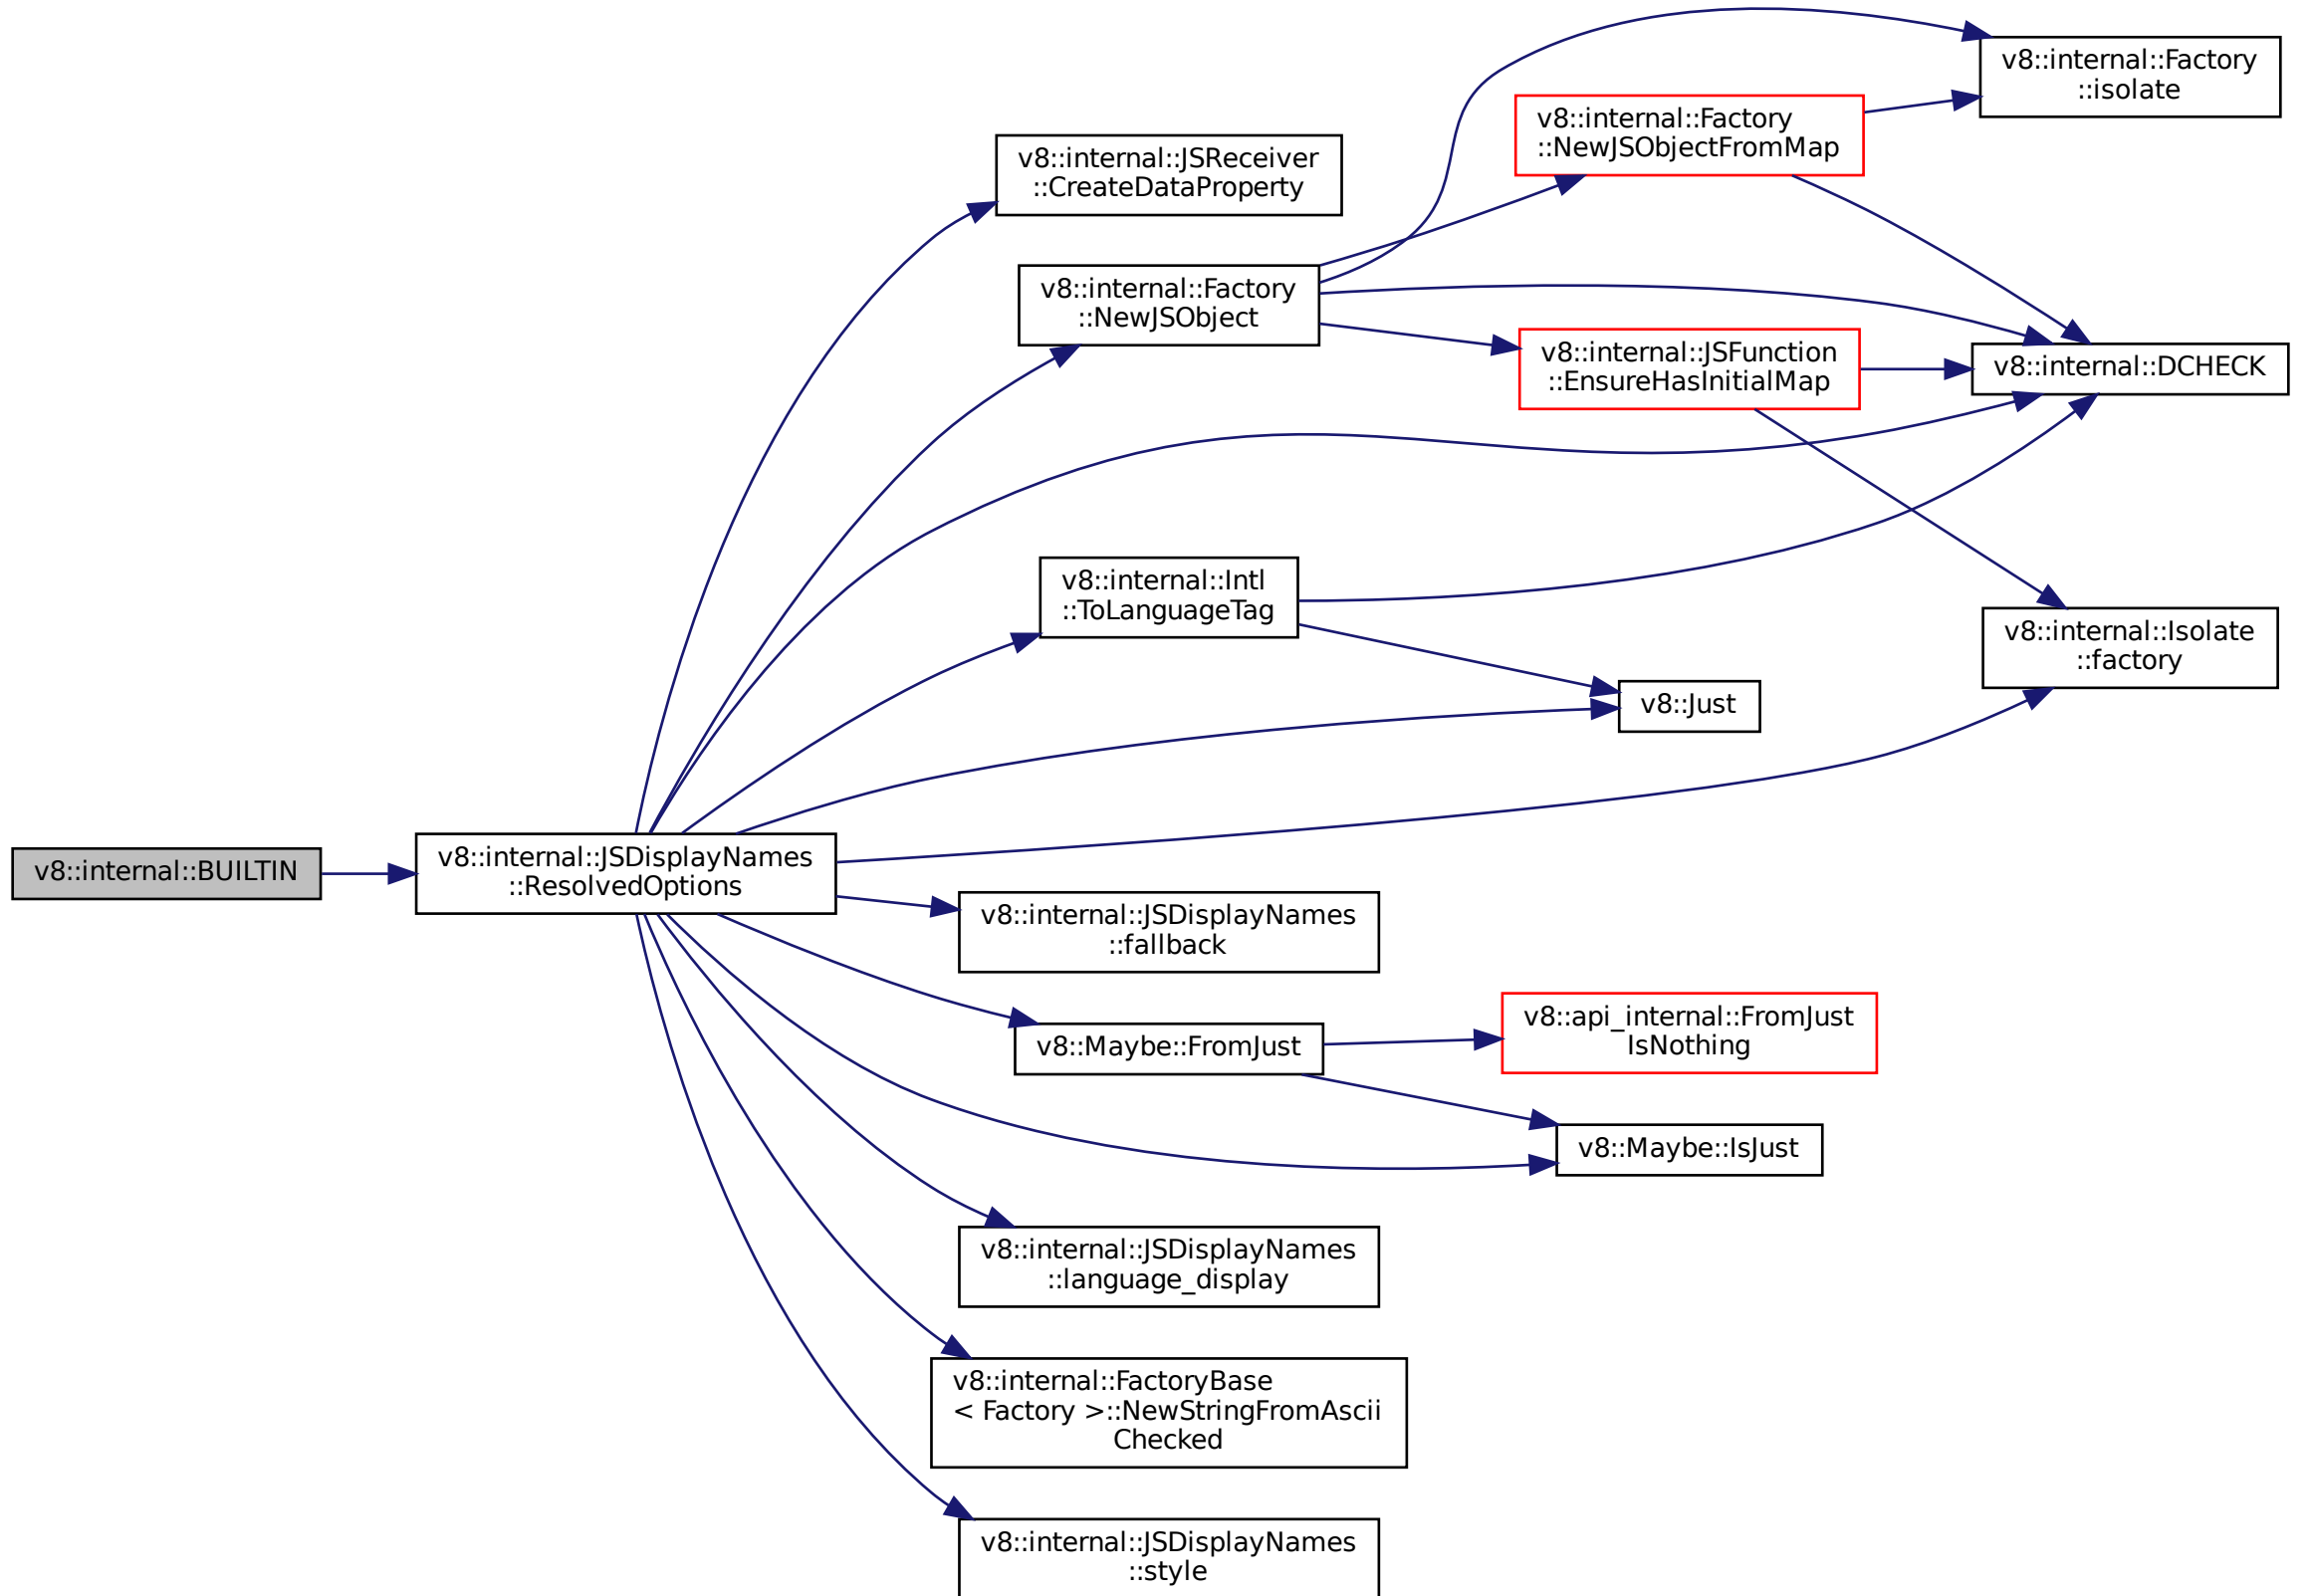 v8::internal::Factory
::isolate
v8::internal::Factory
::NewJSObjectFromMap
v8::internal::JSReceiver
::CreateDataProperty
v8::internal::Factory
::NewJSObject
v8::internal::JSFunction
::EnsureHasInitialMap
v8::internal::DCHECK
v8::internal::Intl
::ToLanguageTag
v8::internal::Isolate
::factory
v8::Just
v8::internal::BUILTIN
v8::internal::JSDisplayNames
::ResolvedOptions
v8::internal::JSDisplayNames
::fallback
v8::Maybe::FromJust
v8::api_internal::FromJust
IsNothing
v8::Maybe::IsJust
v8::internal::JSDisplayNames
::language_display
v8::internal::FactoryBase
< Factory >::NewStringFromAscii
Checked
v8::internal::JSDisplayNames
::style